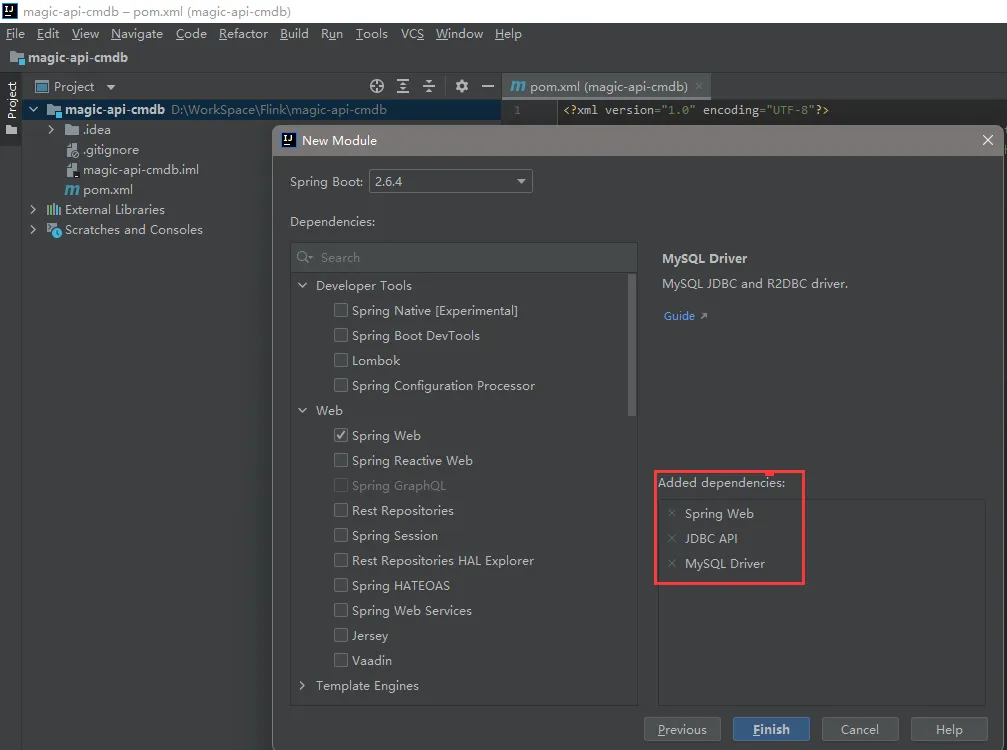 magic-api-cmdb – pom.xml (magic-api-cmdb)
File Edit View Navigate Code Refactor Build Run Tools VCS Window Help
magic-api-cmdb
Project
Project
pom.xml (magic-api-cmdb)
magic-api-cmdb D:\WorkSpace\Flink\magic-api-cmdb
1 <?xml version="1.0" encoding="UTF-8"?>
.idea
.gitignore
magic-api-cmdb.iml
pom.xml
External Libraries
Scratches and Consoles
New Module
Spring Boot: 2.6.4
Dependencies:
Search
Developer Tools
Spring Native [Experimental]
Spring Boot DevTools
Lombok
Spring Configuration Processor
Web
Spring Web
Spring Reactive Web
Spring GraphQL
Rest Repositories
Spring Session
Rest Repositories HAL Explorer
Spring HATEOAS
Spring Web Services
Jersey
Vaadin
Template Engines
MySQL Driver
MySQL JDBC and R2DBC driver.
Guide ↗
Added dependencies:
Spring Web
JDBC API
MySQL Driver
Previous Finish Cancel Help